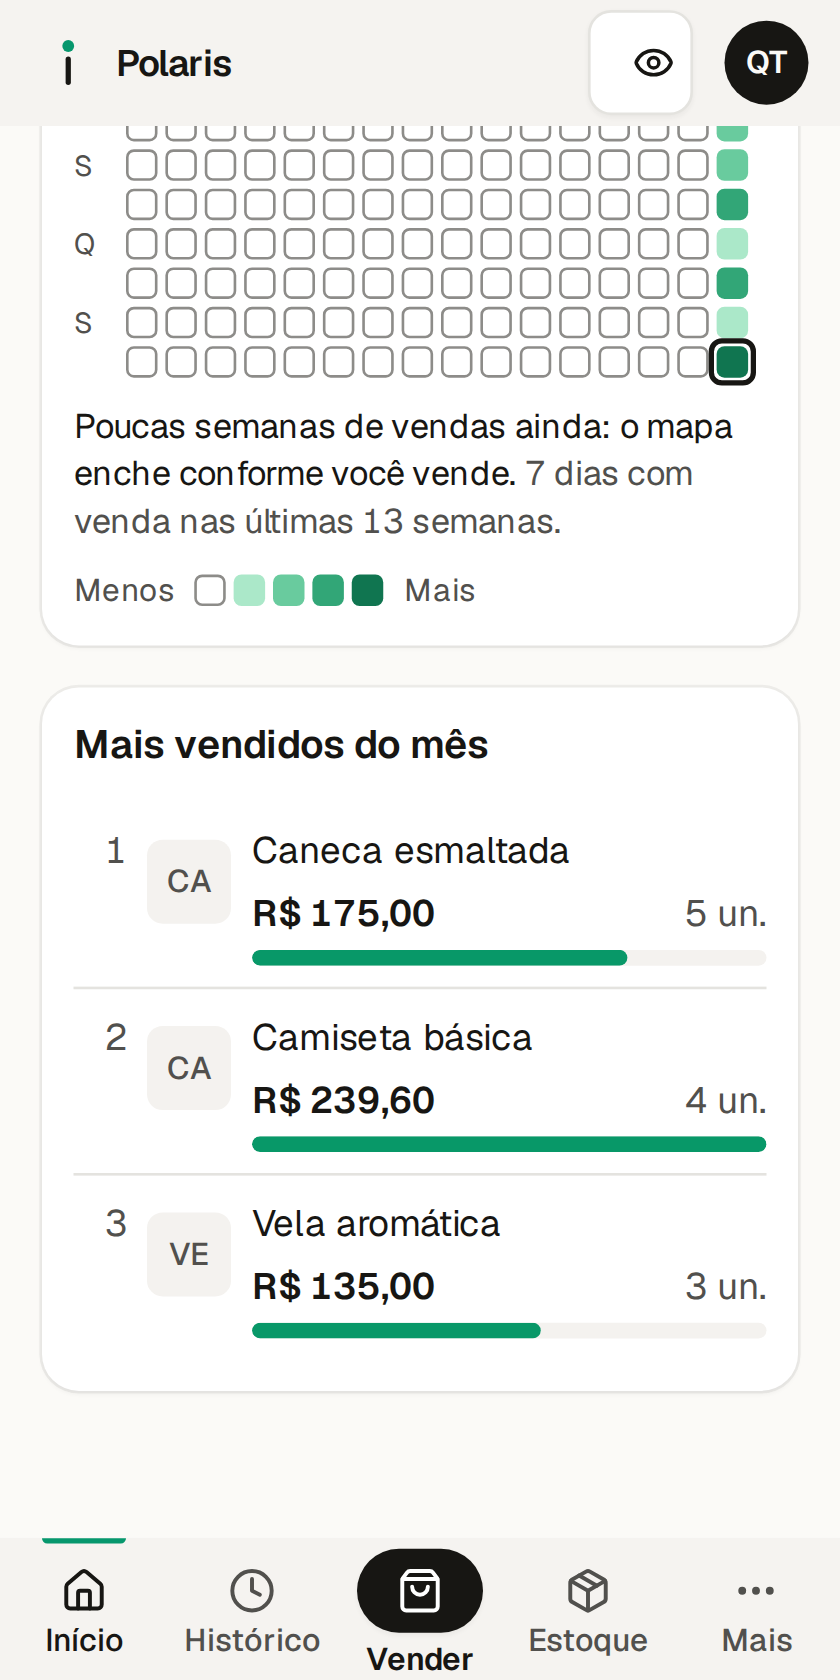 Polaris
QT
S
Q
S
Poucas semanas de vendas ainda: o mapa
enche conforme você vende. 7 dias com
venda nas últimas 13 semanas.
Menos Mais
Mais vendidos do mês
1 CA Caneca esmaltada
R$ 175,00 5 un.
2 CA Camiseta básica
R$ 239,60 4 un.
3 VE Vela aromática
R$ 135,00 3 un.
Início Histórico Vender Estoque Mais